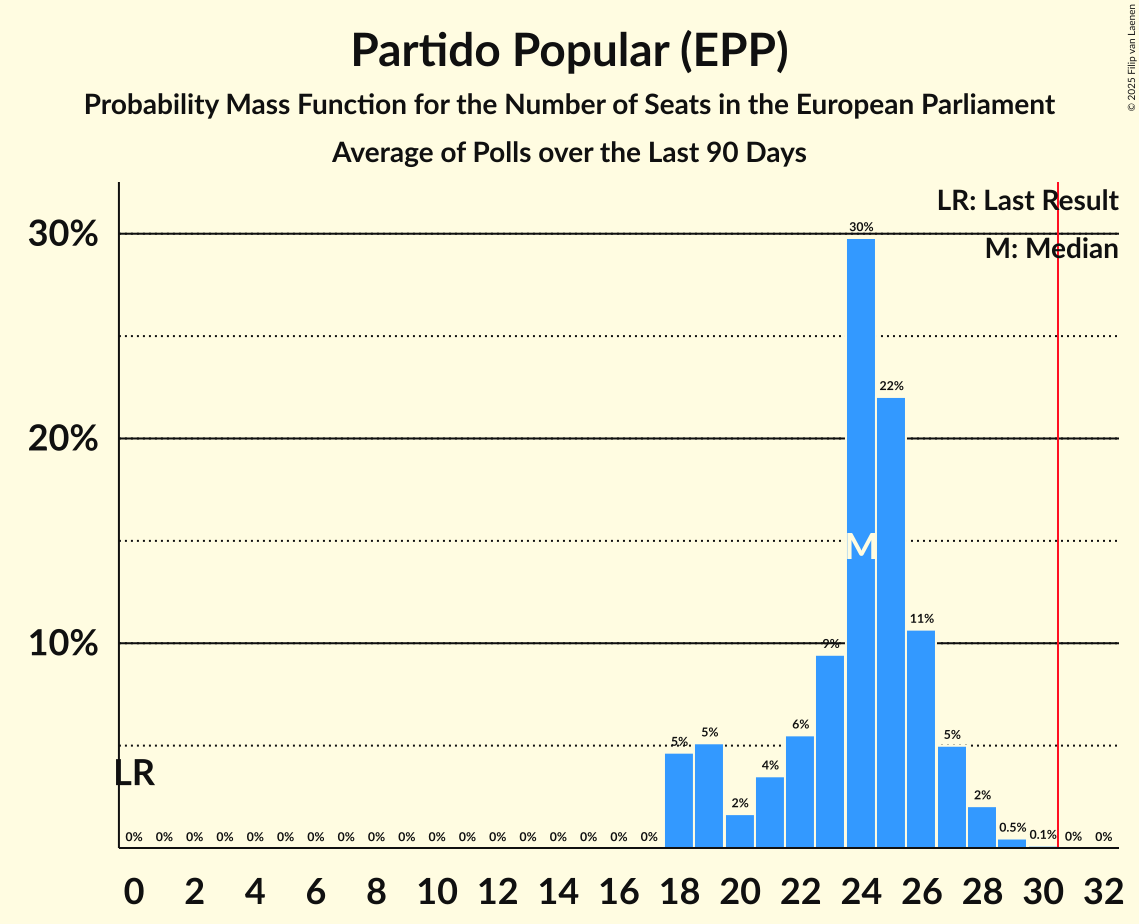 Partido Popular (EPP)
Probability Mass Function for the Number of Seats in the European Parliament
Average of Polls over the Last 90 Days
© 2025 Filip van Laenen
LR: Last Result
M: Median
30%
20%
10%
30%
22%
M
11%
9%
5%
5%
6%
4%
2%
5%
2%
0.5%
0.1%
0%
0%
LR
0% 0% 0% 0% 0% 0% 0% 0% 0% 0% 0% 0% 0% 0% 0% 0% 0% 0%
0 2 4 6 8 10 12 14 16 18 20 22 24 26 28 30 32